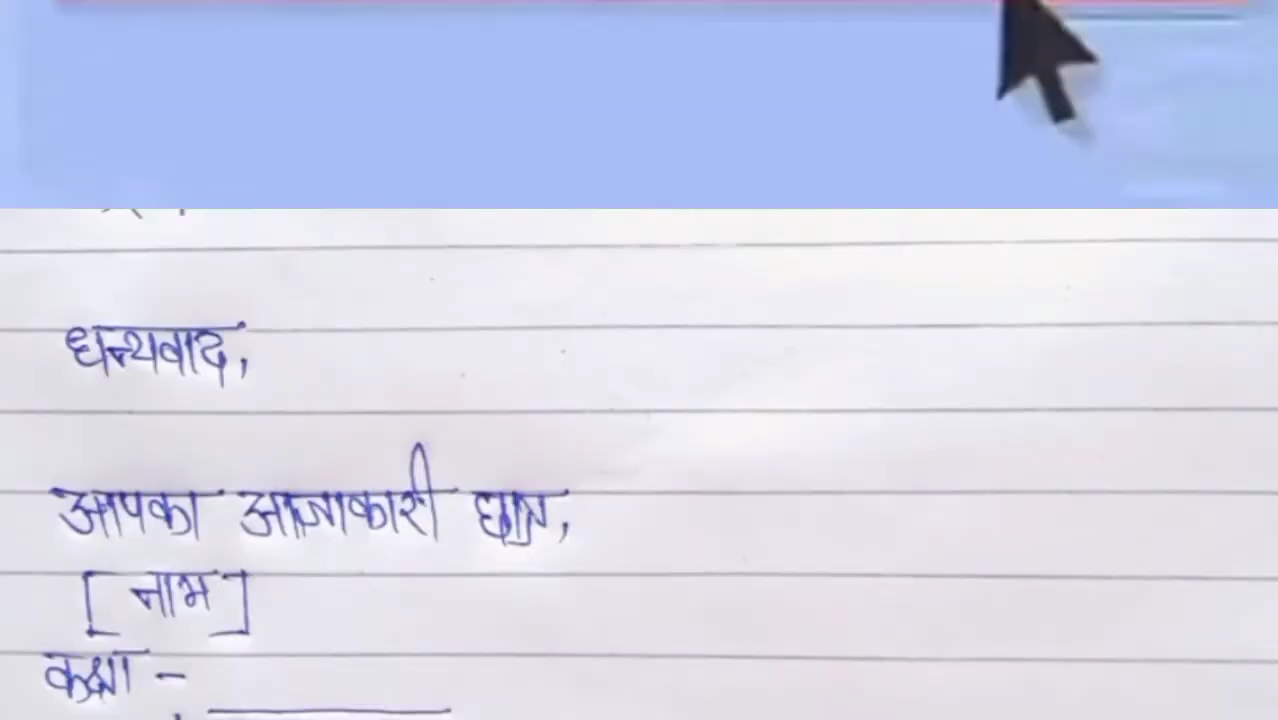 धन्यवाद,
आपका आज्ञाकारी छात्र,
[ नाम ]
कक्षा -